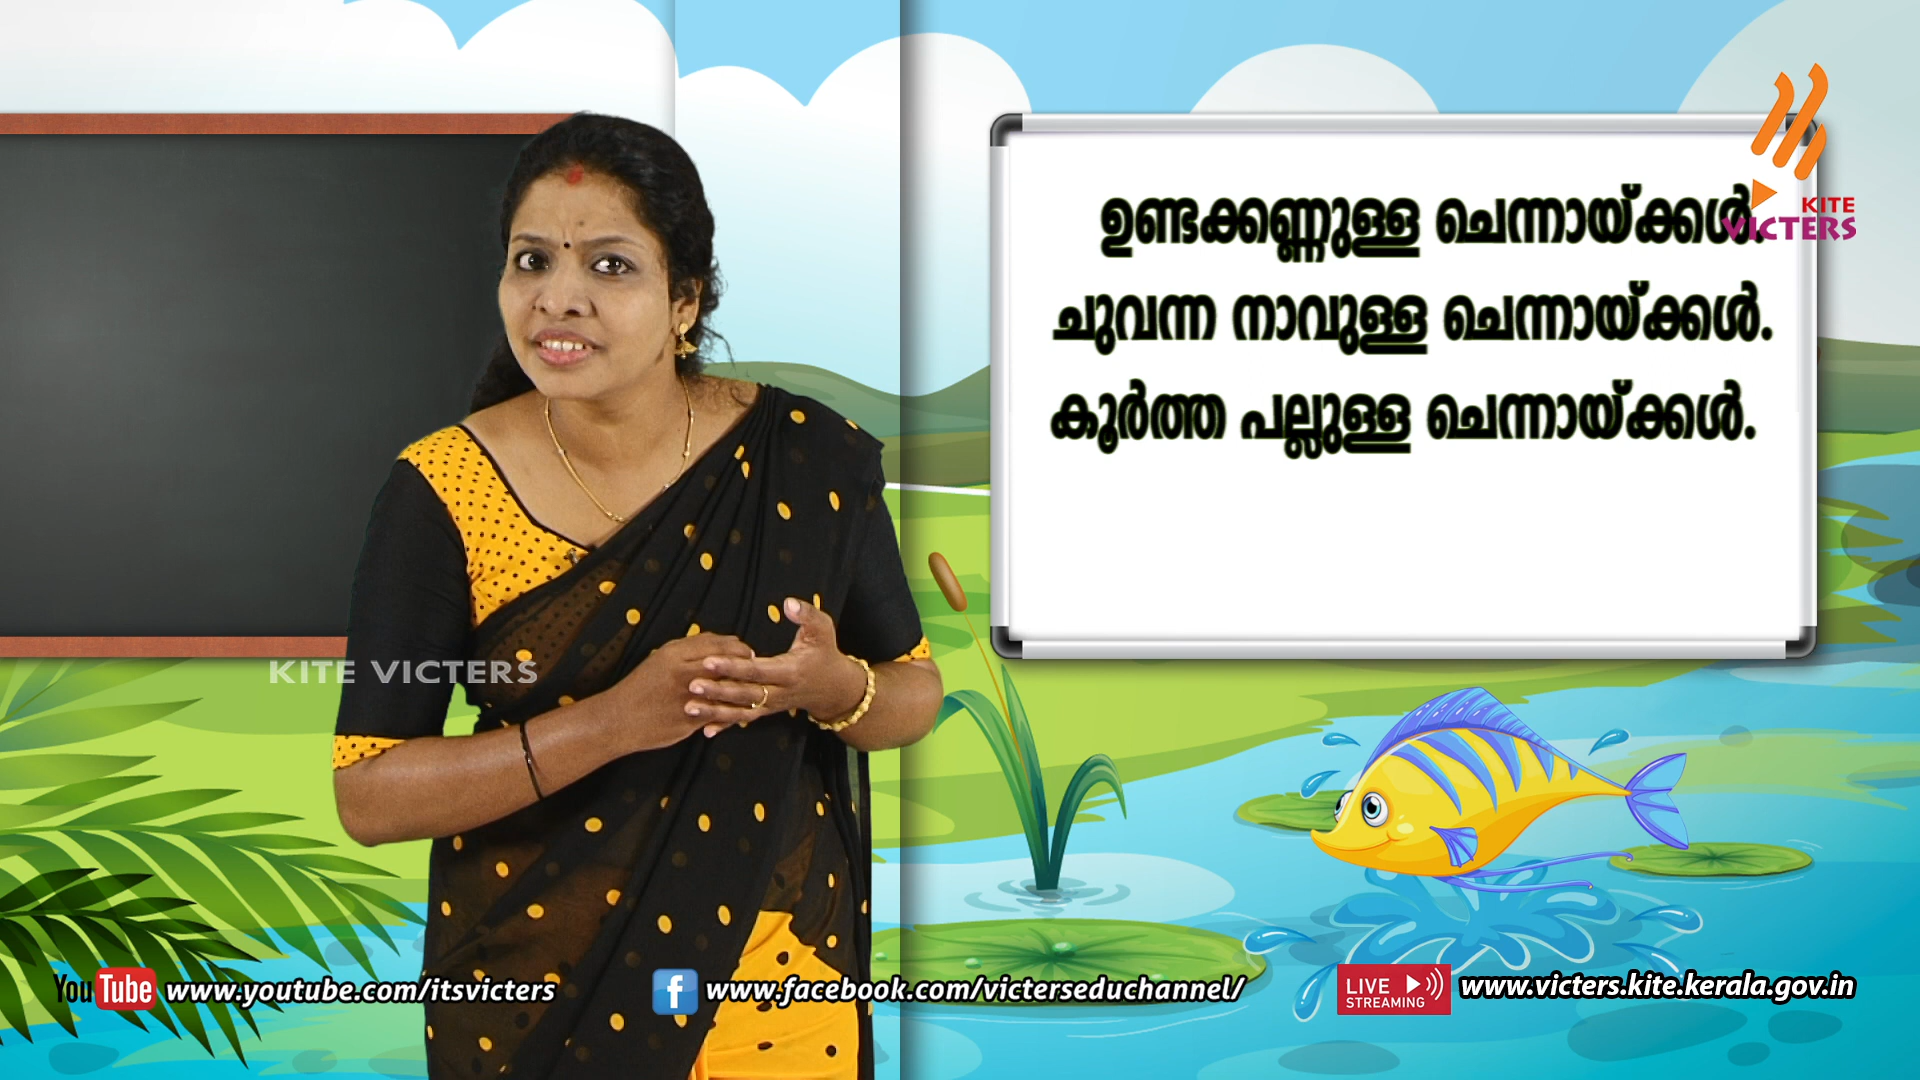 ഉണ്ടക്കണ്ണുള്ള ചെന്നായ്ക്കൾ.
ചുവന്ന നാവുള്ള ചെന്നായ്ക്കൾ.
കൂർത്ത പല്ലുള്ള ചെന്നായ്ക്കൾ.
KITE
VICTERS
KITE VICTERS
YouTube www.youtube.com/itsvicters
f www.facebook.com/victerseduchannel/
LIVE
STREAMING
www.victers.kite.kerala.gov.in